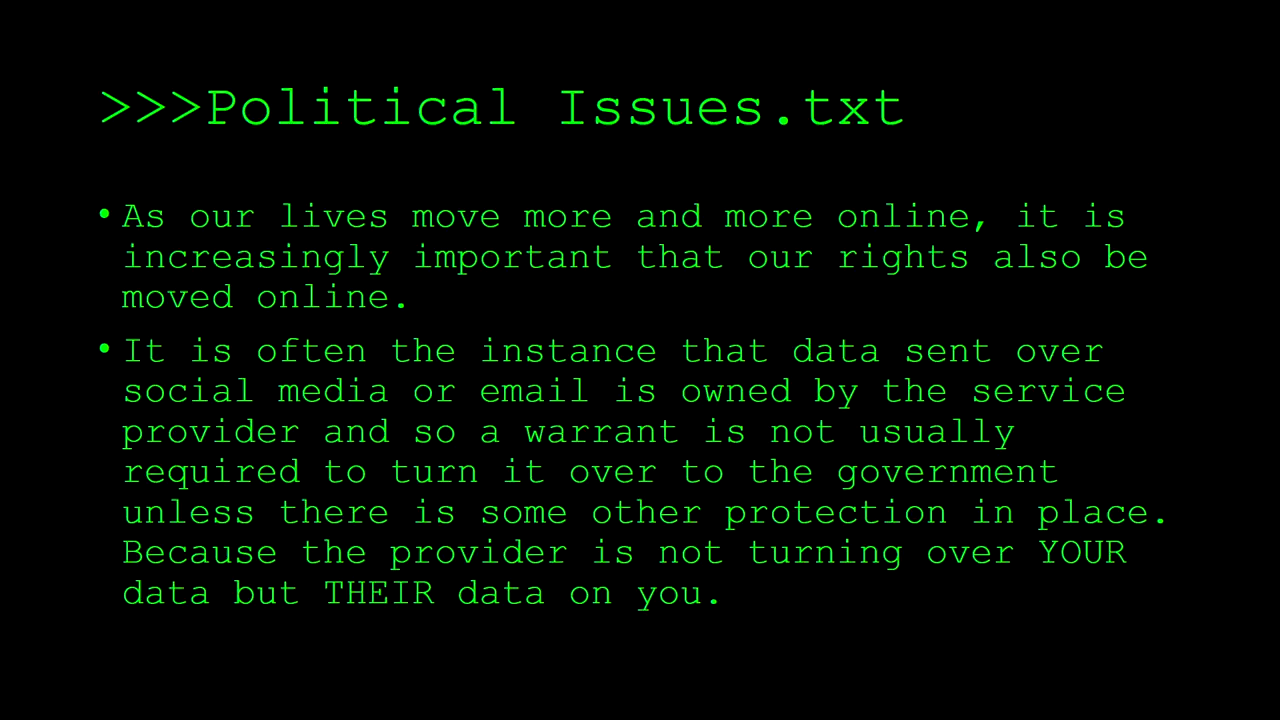 >>>Political Issues.txt
• As our lives move more and more online, it is
increasingly important that our rights also be
moved online.
• It is often the instance that data sent over
social media or email is owned by the service
provider and so a warrant is not usually
required to turn it over to the government
unless there is some other protection in place.
Because the provider is not turning over YOUR
data but THEIR data on you.